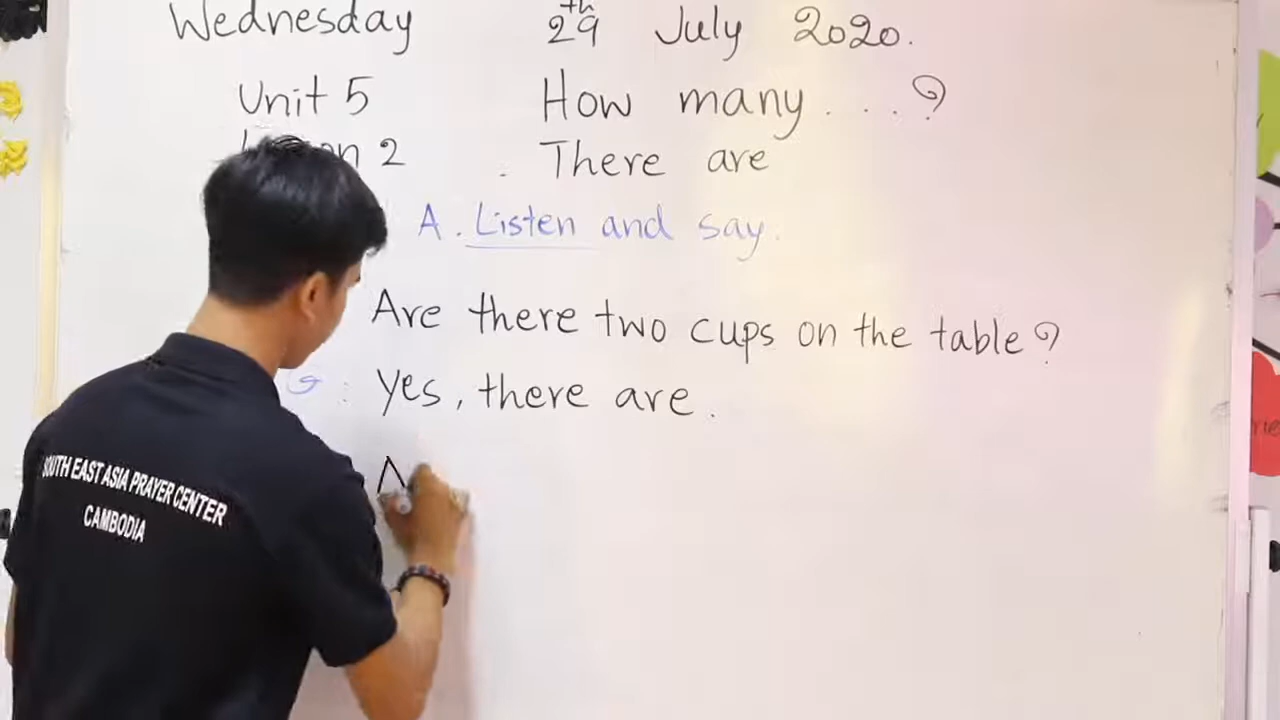 Wednesday 29th July 2020.
Unit 5 How many . . . ?
2 . There are
A. Listen and say.
Are there two cups on the table?
G : Yes, there are.
A
SOUTH EAST ASIA PRAYER CENTER
CAMBODIA